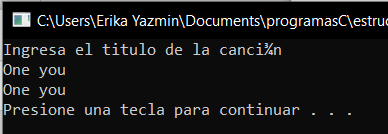 C:\Users\Erika Yazmin\Documents\programasC\estruc
Ingresa el titulo de la canci¾n
One you
One you
Presione una tecla para continuar . . .